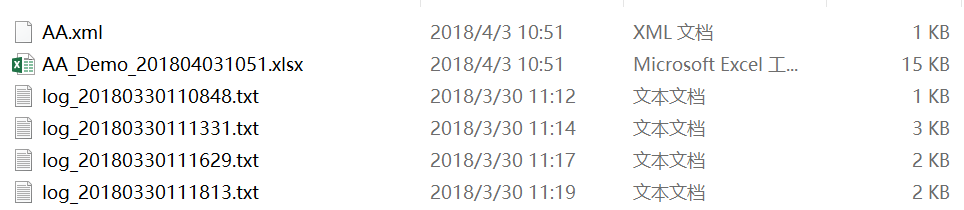 AA.xml 2018/4/3 10:51 XML 文档 1 KB
AA_Demo_201804031051.xlsx 2018/4/3 10:51 Microsoft Excel 工... 15 KB
log_20180330110848.txt 2018/3/30 11:12 文本文档 1 KB
log_20180330111331.txt 2018/3/30 11:14 文本文档 3 KB
log_20180330111629.txt 2018/3/30 11:17 文本文档 2 KB
log_20180330111813.txt 2018/3/30 11:19 文本文档 2 KB